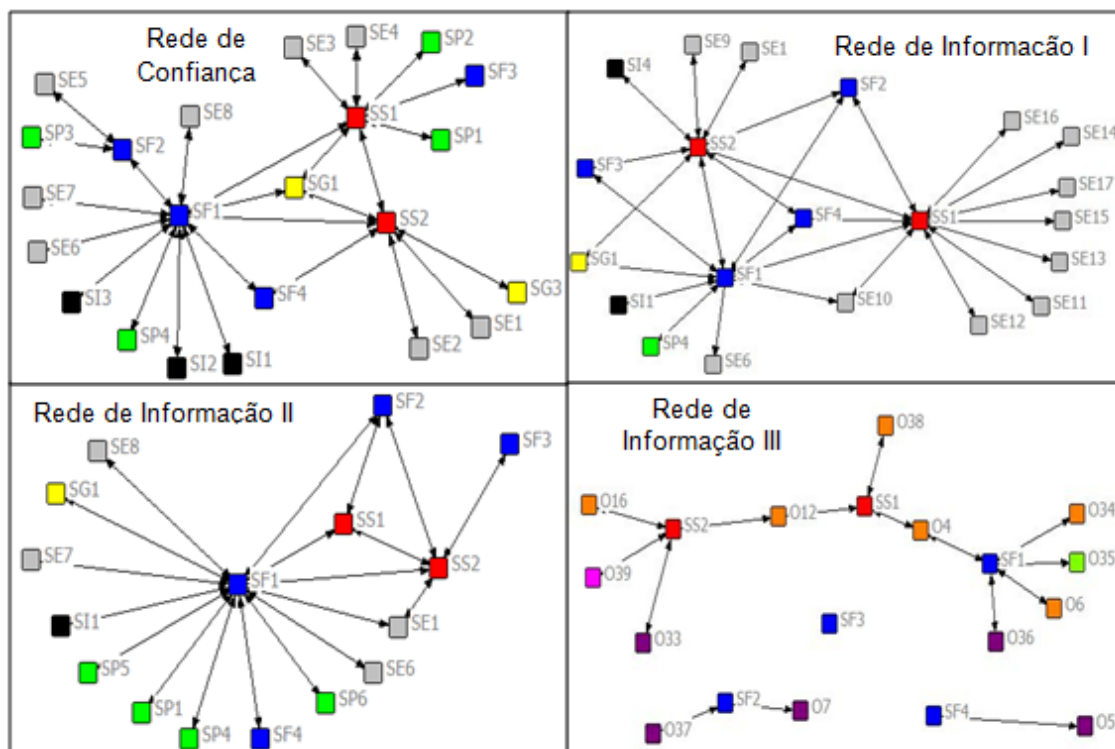 Rede de
Confiança
SE3
SE4
SP2
SF3
SE5
SE8
SS1
SP3
SF2
SP1
SE7
SG1
SF1
SS2
SE6
SI3
SF4
SG3
SP4
SE1
SE2
SI2
SI1
Rede de Informação I
SE9
SE1
SI4
SF2
SE16
SE14
SS2
SF3
SE17
SF4
SS1
SE15
SG1
SF1
SE13
SI1
SE10
SE11
SE12
SP4
SE6
Rede de Informação II
SF2
SE8
SF3
SG1
SS1
SE7
SS2
SF1
SI1
SE1
SP5
SE6
SP1
SP6
SP4
SF4
Rede de
Informação III
O38
O16
SS1
O34
O12
SS2
O4
SF1
O35
O39
O6
SF3
O33
O36
SF2
O7
SF4
O37
O5